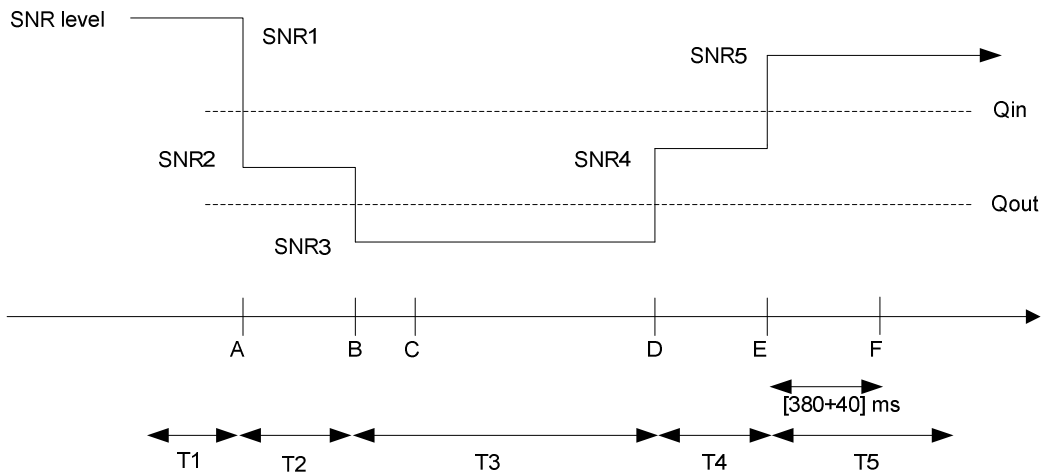 SNR level
SNR1
SNR5
Qin
SNR2
SNR4
Qout
SNR3
A
B
C
D
E
F
[380+40] ms
T1
T2
T3
T4
T5